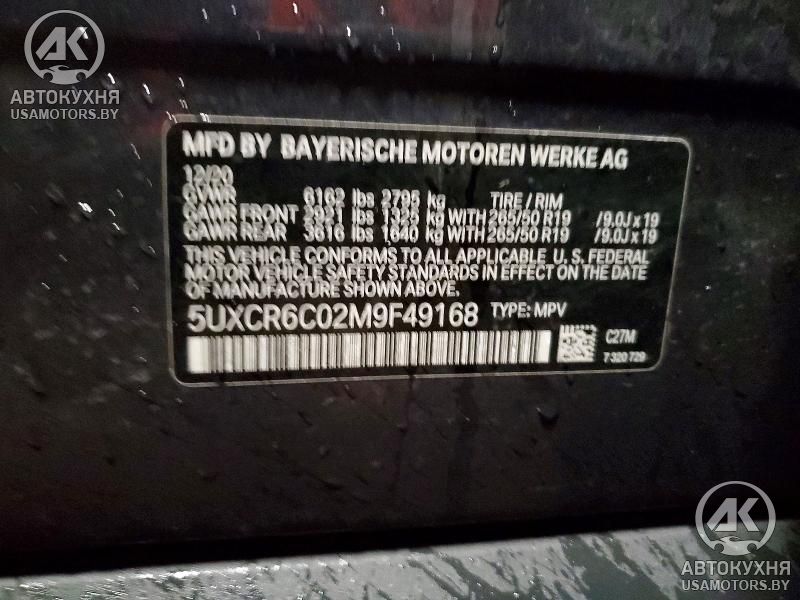 AK
АВТОКУХНЯ
USAMOTORS.BY
MFD BY BAYERISCHE MOTOREN WERKE AG
12/20
GVWR 6162 lbs 2795 kg TIRE / RIM
GAWR FRONT 2921 lbs 1325 kg WITH 265/50 R19 /9.0J x 19
GAWR REAR 3616 lbs 1640 kg WITH 265/50 R19 /9.0J x 19
THIS VEHICLE CONFORMS TO ALL APPLICABLE U. S. FEDERAL
MOTOR VEHICLE SAFETY STANDARDS IN EFFECT ON THE DATE
OF MANUFACTURE SHOWN ABOVE.
5UXCR6C02M9F49168 TYPE: MPV
C27M
7 320 729
AK
АВТОКУХНЯ
USAMOTORS.BY